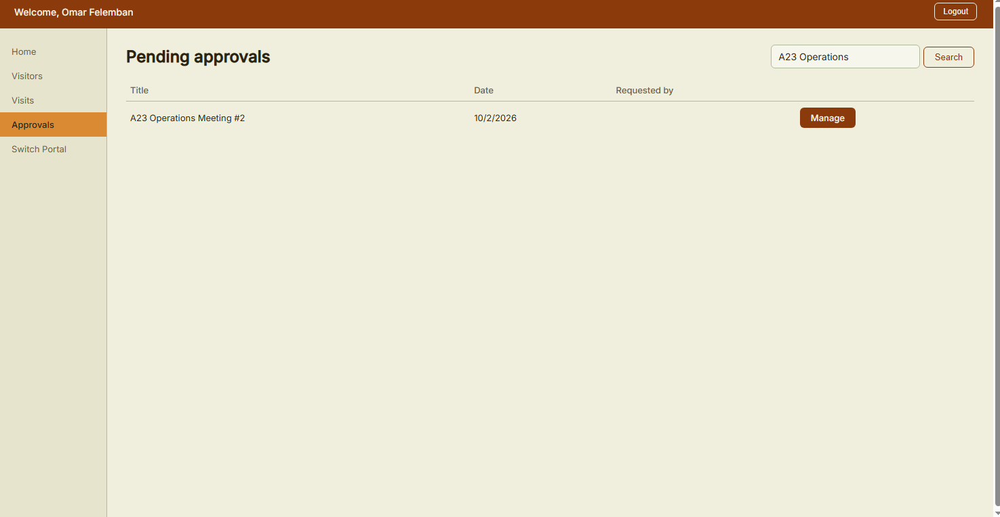 Welcome, Omar Felemban
Logout
Home
Visitors
Visits
Approvals
Switch Portal
Pending approvals
A23 Operations
Search
Title Date Requested by
A23 Operations Meeting #2 10/2/2026 Manage